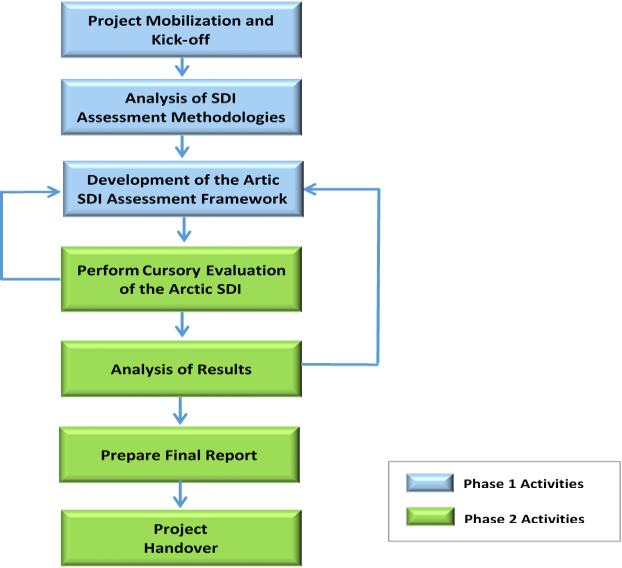 Project Mobilization and
Kick-off
Analysis of SDI
Assessment Methodologies
Development of the Artic
SDI Assessment Framework
Perform Cursory Evaluation
of the Arctic SDI
Analysis of Results
Prepare Final Report
Project
Handover
Phase 1 Activities
Phase 2 Activities